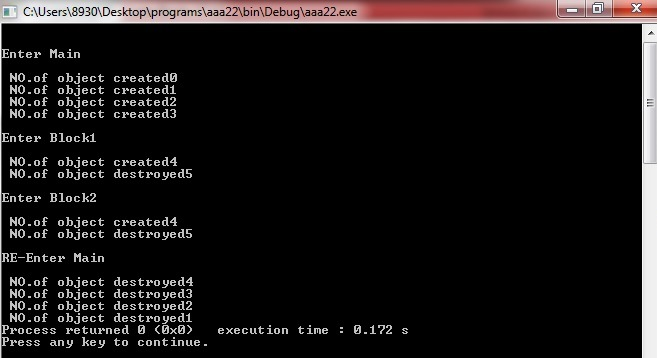 C:\Users\8930\Desktop\programs\aaa22\bin\Debug\aaa22.exe
Enter Main
NO.of object created0
NO.of object created1
NO.of object created2
NO.of object created3
Enter Block1
NO.of object created4
NO.of object destroyed5
Enter Block2
NO.of object created4
NO.of object destroyed5
RE-Enter Main
NO.of object destroyed4
NO.of object destroyed3
NO.of object destroyed2
NO.of object destroyed1
Process returned 0 (0x0)   execution time : 0.172 s
Press any key to continue.